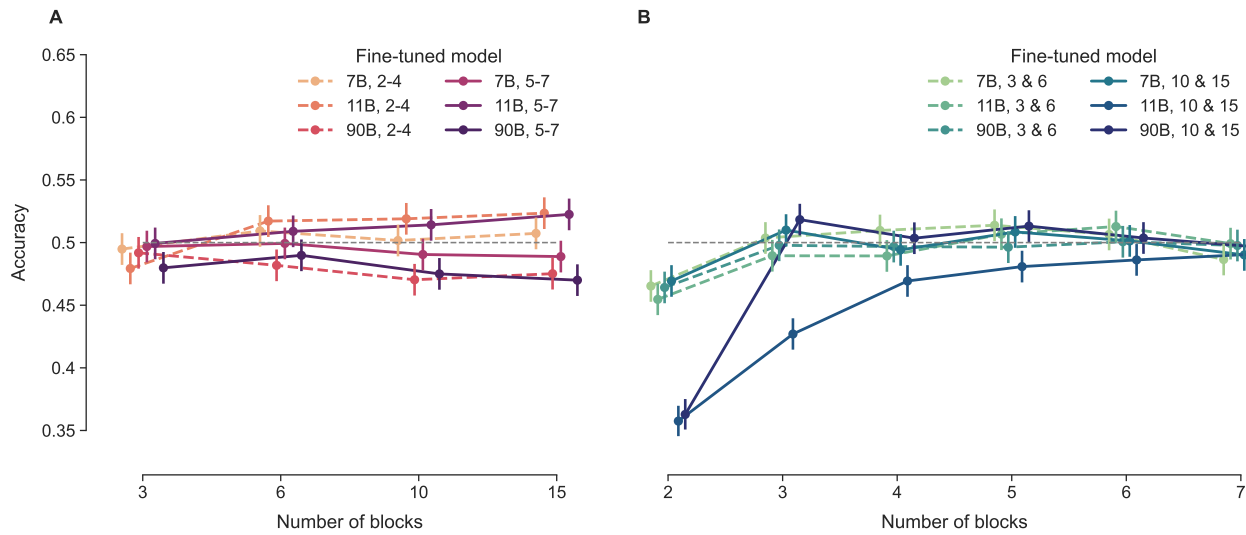 A
B
Fine-tuned model
7B, 2-4
7B, 5-7
11B, 2-4
11B, 5-7
90B, 2-4
90B, 5-7
Fine-tuned model
7B, 3 & 6
7B, 10 & 15
11B, 3 & 6
11B, 10 & 15
90B, 3 & 6
90B, 10 & 15
Accuracy
0.65
0.6
0.55
0.5
0.45
0.4
0.35
3 6 10 15
Number of blocks
2 3 4 5 6 7
Number of blocks